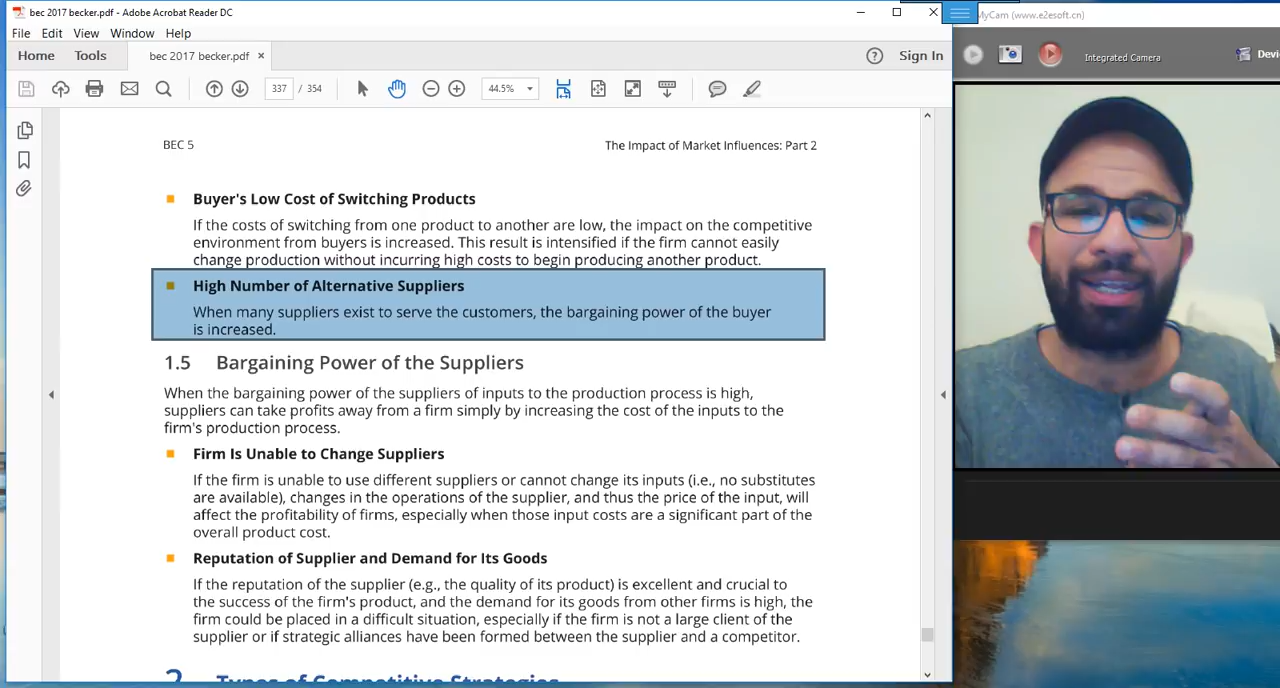 bec 2017 becker.pdf - Adobe Acrobat Reader DC
MyCam (www.e2esoft.cn)
File Edit View Window Help
Home Tools bec 2017 becker.pdf × ? Sign In
Integrated Camera
Devi
337 / 354 44.5%
BEC 5 The Impact of Market Influences: Part 2
Buyer's Low Cost of Switching Products
If the costs of switching from one product to another are low, the impact on the competitive
environment from buyers is increased. This result is intensified if the firm cannot easily
change production without incurring high costs to begin producing another product.
High Number of Alternative Suppliers
When many suppliers exist to serve the customers, the bargaining power of the buyer
is increased.
1.5 Bargaining Power of the Suppliers
When the bargaining power of the suppliers of inputs to the production process is high,
suppliers can take profits away from a firm simply by increasing the cost of the inputs to the
firm's production process.
Firm Is Unable to Change Suppliers
If the firm is unable to use different suppliers or cannot change its inputs (i.e., no substitutes
are available), changes in the operations of the supplier, and thus the price of the input, will
affect the profitability of firms, especially when those input costs are a significant part of the
overall product cost.
Reputation of Supplier and Demand for Its Goods
If the reputation of the supplier (e.g., the quality of its product) is excellent and crucial to
the success of the firm's product, and the demand for its goods from other firms is high, the
firm could be placed in a difficult situation, especially if the firm is not a large client of the
supplier or if strategic alliances have been formed between the supplier and a competitor.
2 Types of Competitive Strategies